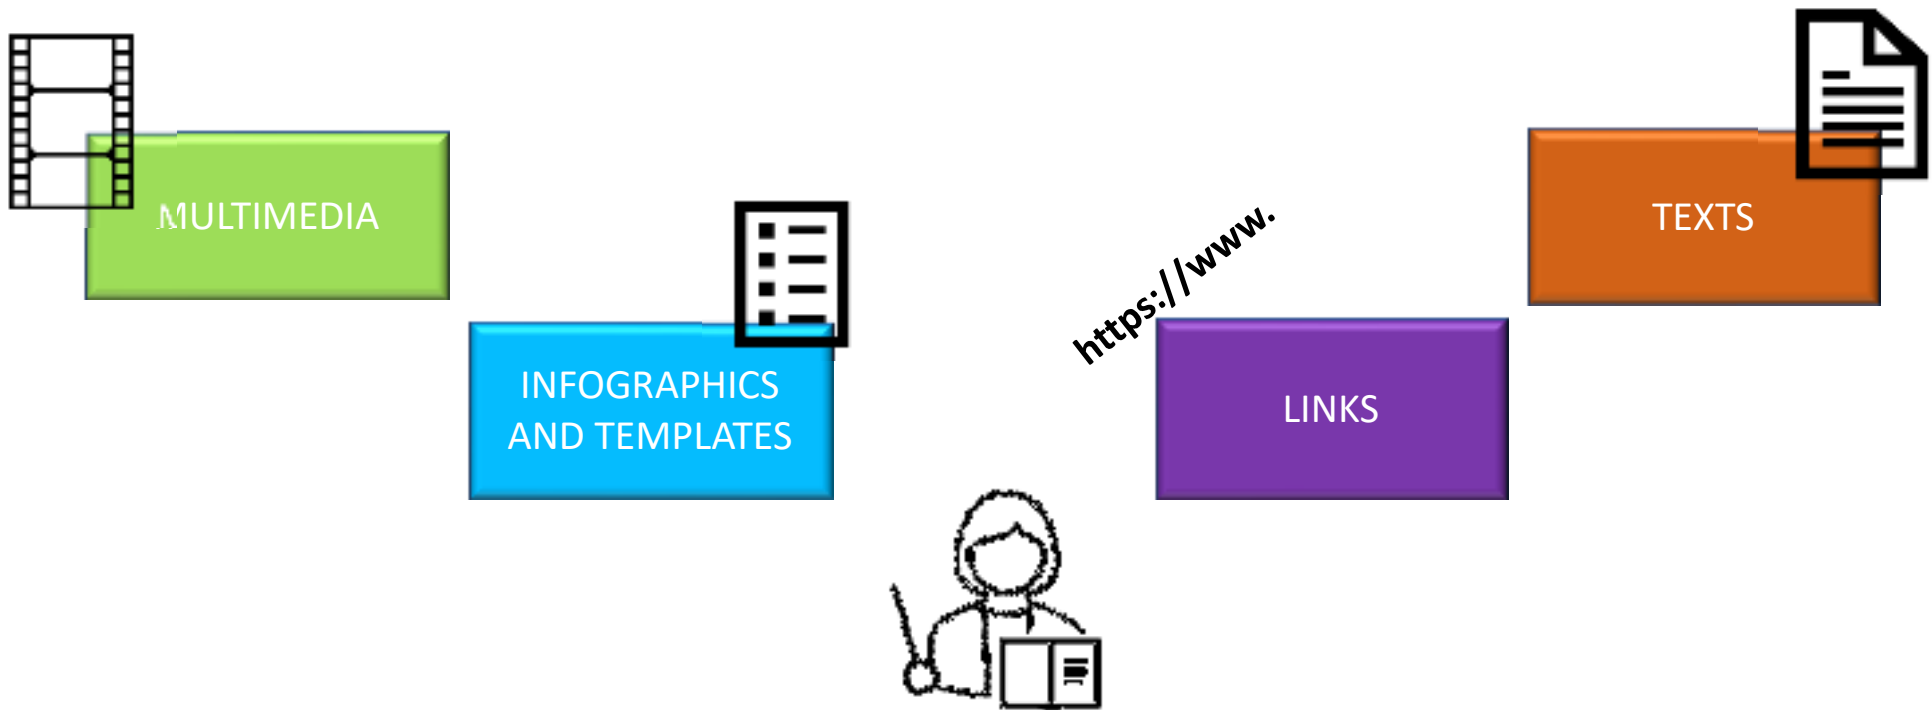 MULTIMEDIA
INFOGRAPHICS
AND TEMPLATES
https://www.
LINKS
TEXTS